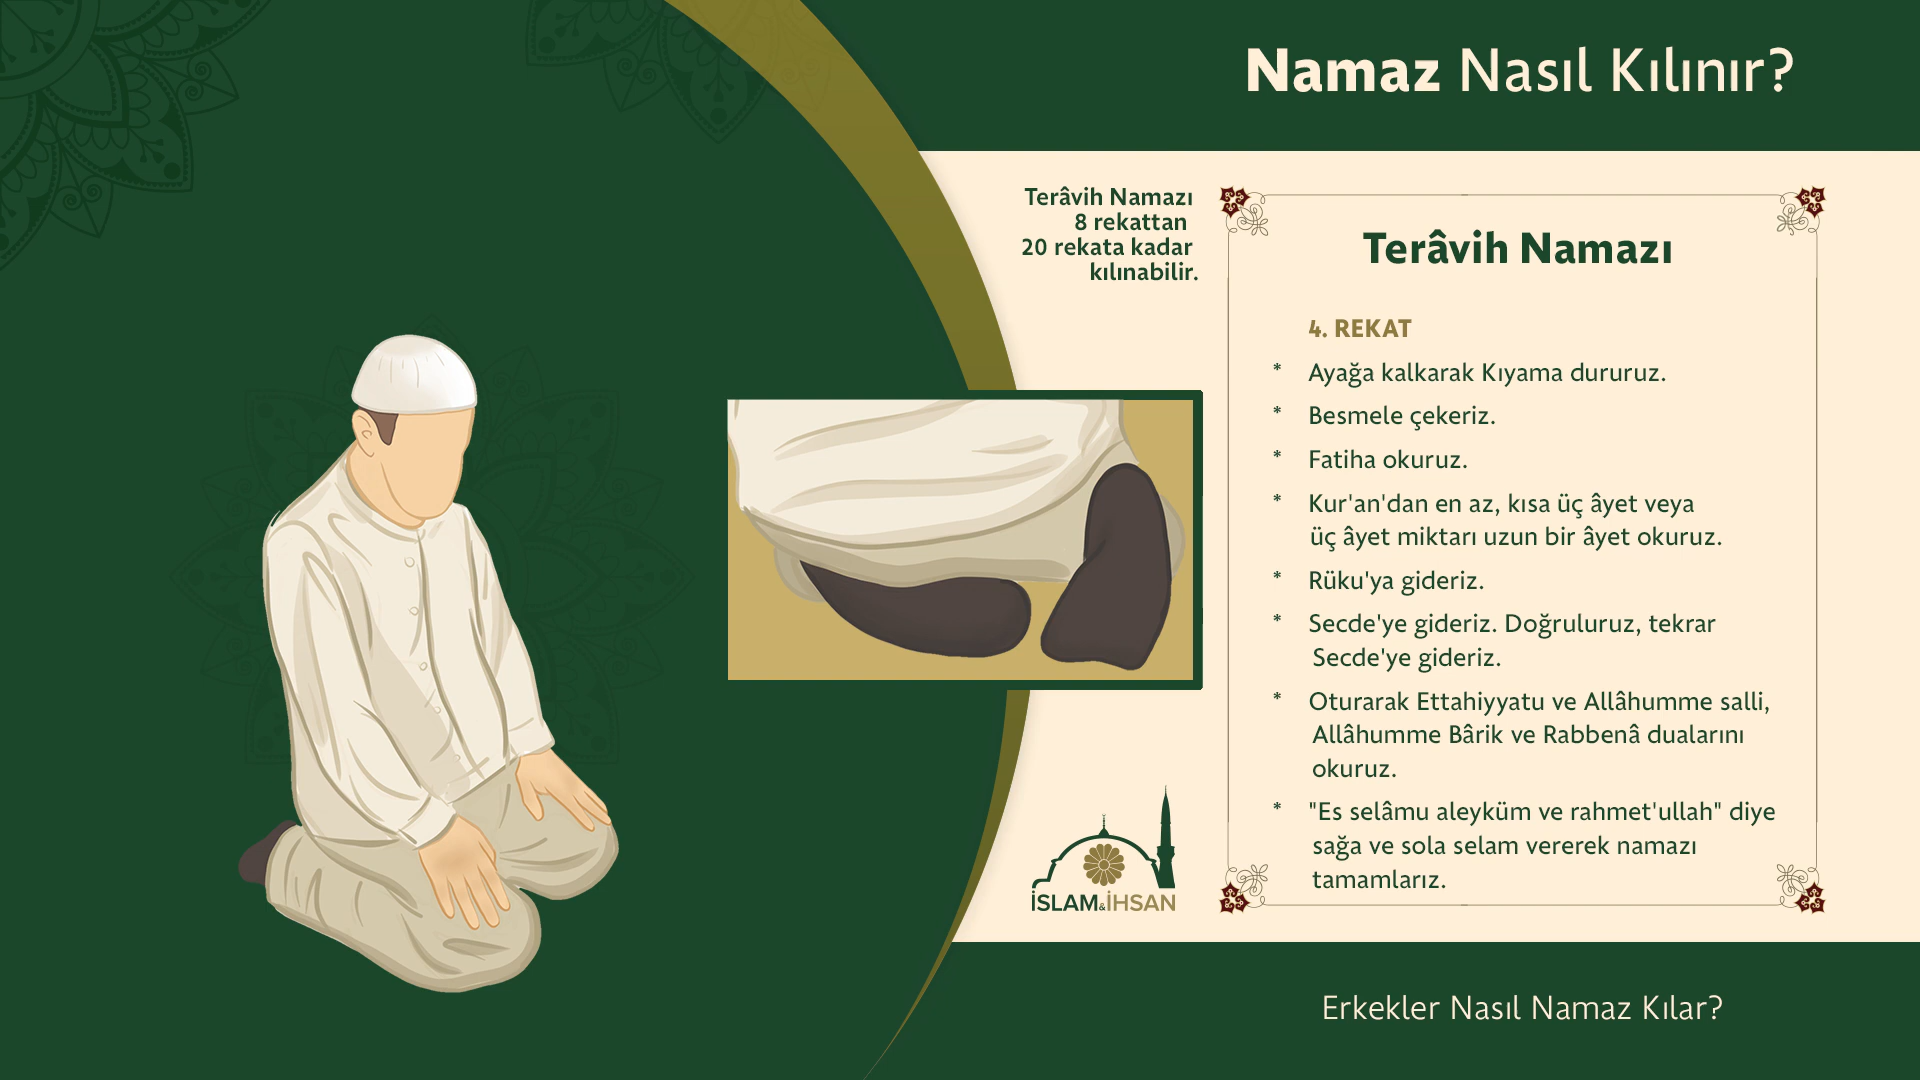 Namaz Nasıl Kılınır?
Terâvih Namazı
8 rekattan
20 rekata kadar
kılınabilir.
Terâvih Namazı
4. REKAT
* Ayağa kalkarak Kıyama dururuz.
* Besmele çekeriz.
* Fatiha okuruz.
* Kur'an'dan en az, kısa üç âyet veya
üç âyet miktarı uzun bir âyet okuruz.
* Rüku'ya gideriz.
* Secde'ye gideriz. Doğruluruz, tekrar
Secde'ye gideriz.
* Oturarak Ettahiyyatu ve Allâhumme salli,
Allâhumme Bârik ve Rabbenâ dualarını
okuruz.
* "Es selâmu aleyküm ve rahmet'ullah" diye
sağa ve sola selam vererek namazı
tamamlarız.
İSLAM&İHSAN
Erkekler Nasıl Namaz Kılar?